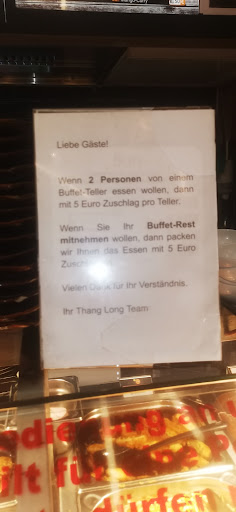 Liebe Gäste!
Wenn 2 Personen von einem
Buffet-Teller essen wollen, dann
mit 5 Euro Zuschlag pro Teller.
Wenn Sie Ihr Buffet-Rest
mitnehmen wollen, dann packen
wir Ihnen das Essen mit 5 Euro
Vielen Dank für Ihr Verständnis.
Ihr Thang Long Team
dürfen